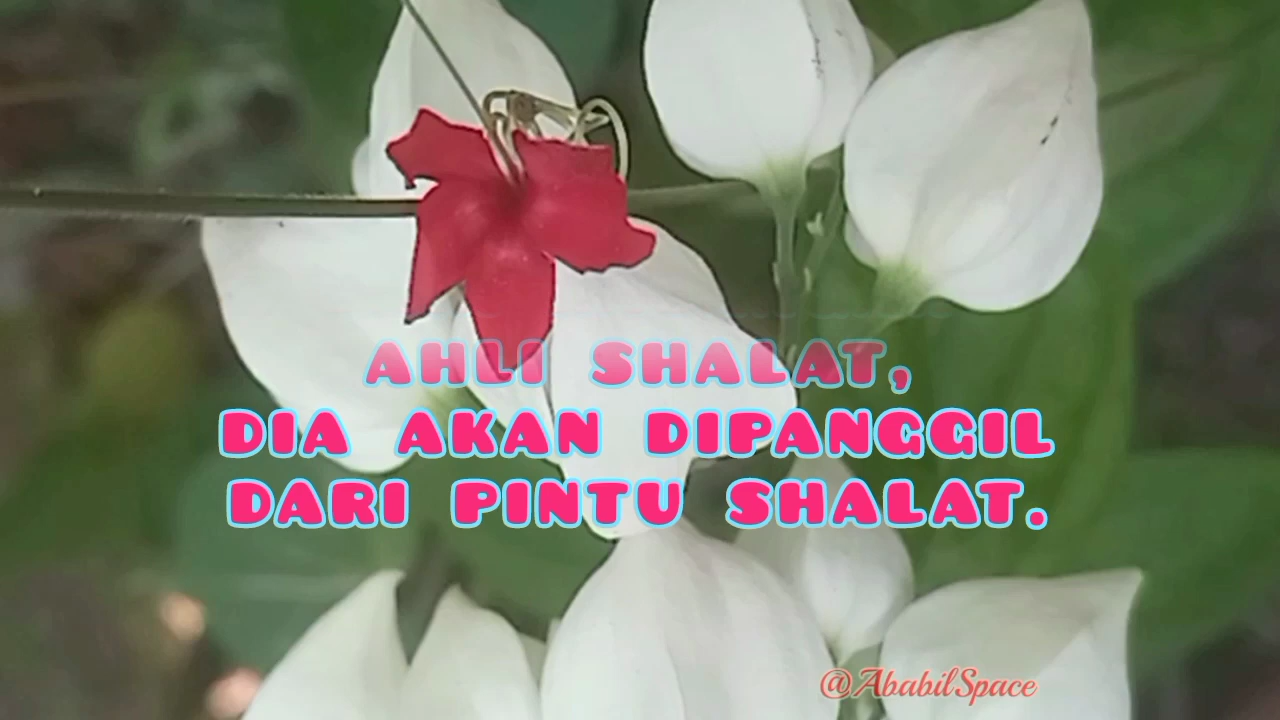 AHLI SHALAT,
DIA AKAN DIPANGGIL
DARI PINTU SHALAT.
@AbabilSpace